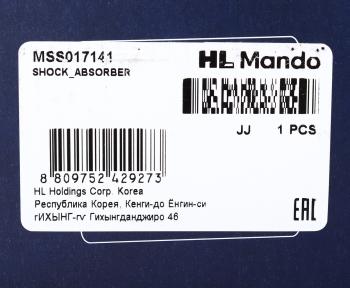 MSS017141
HL Mando
SHOCK_ABSORBER
JJ 1 PCS
8 809752 429273
HL Holdings Corp. Korea
Республика Корея, Кенги-до Ёнгин-си
гИХЫНГ-гу Гихынгданджиро 46
EAC